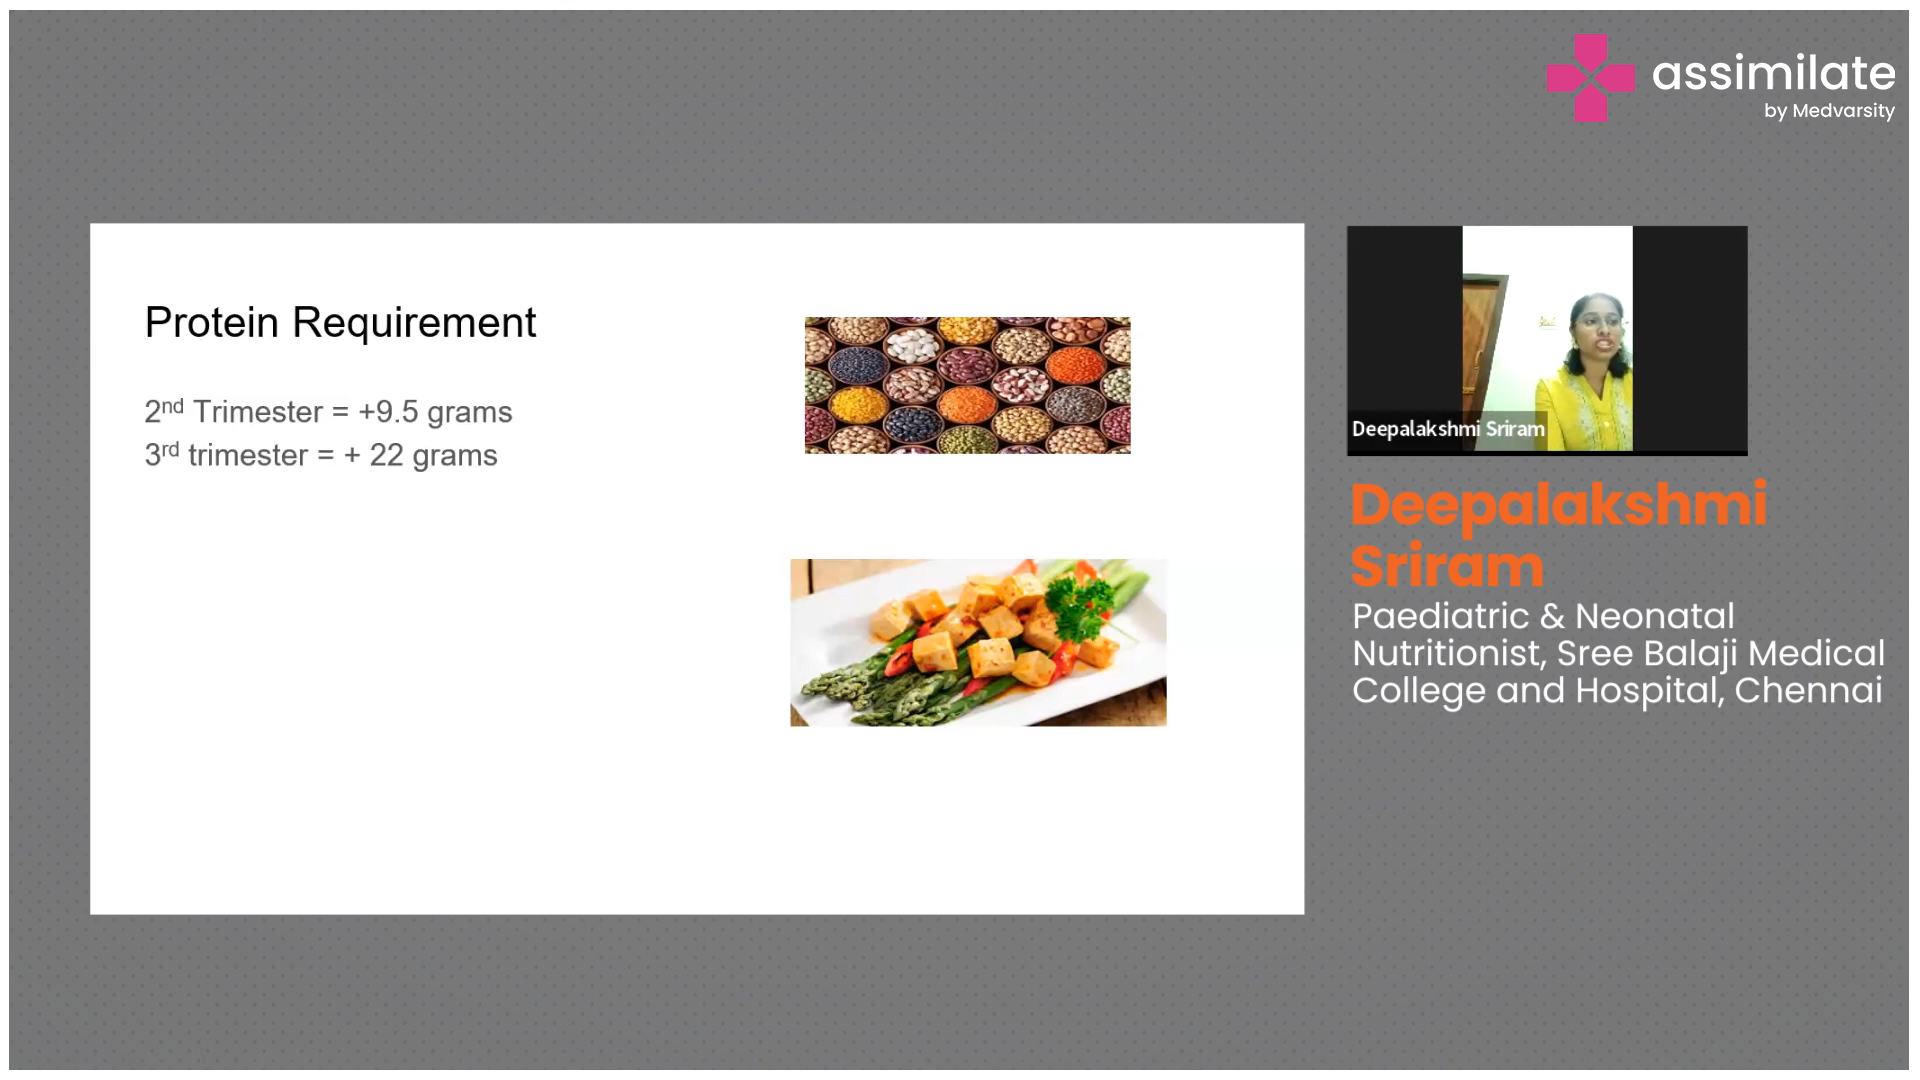 assimilate
by Medvarsity
Protein Requirement
2nd Trimester = +9.5 grams
3rd trimester = + 22 grams
Deepalakshmi Sriram
Deepalakshmi
Sriram
Paediatric & Neonatal
Nutritionist, Sree Balaji Medical
College and Hospital, Chennai